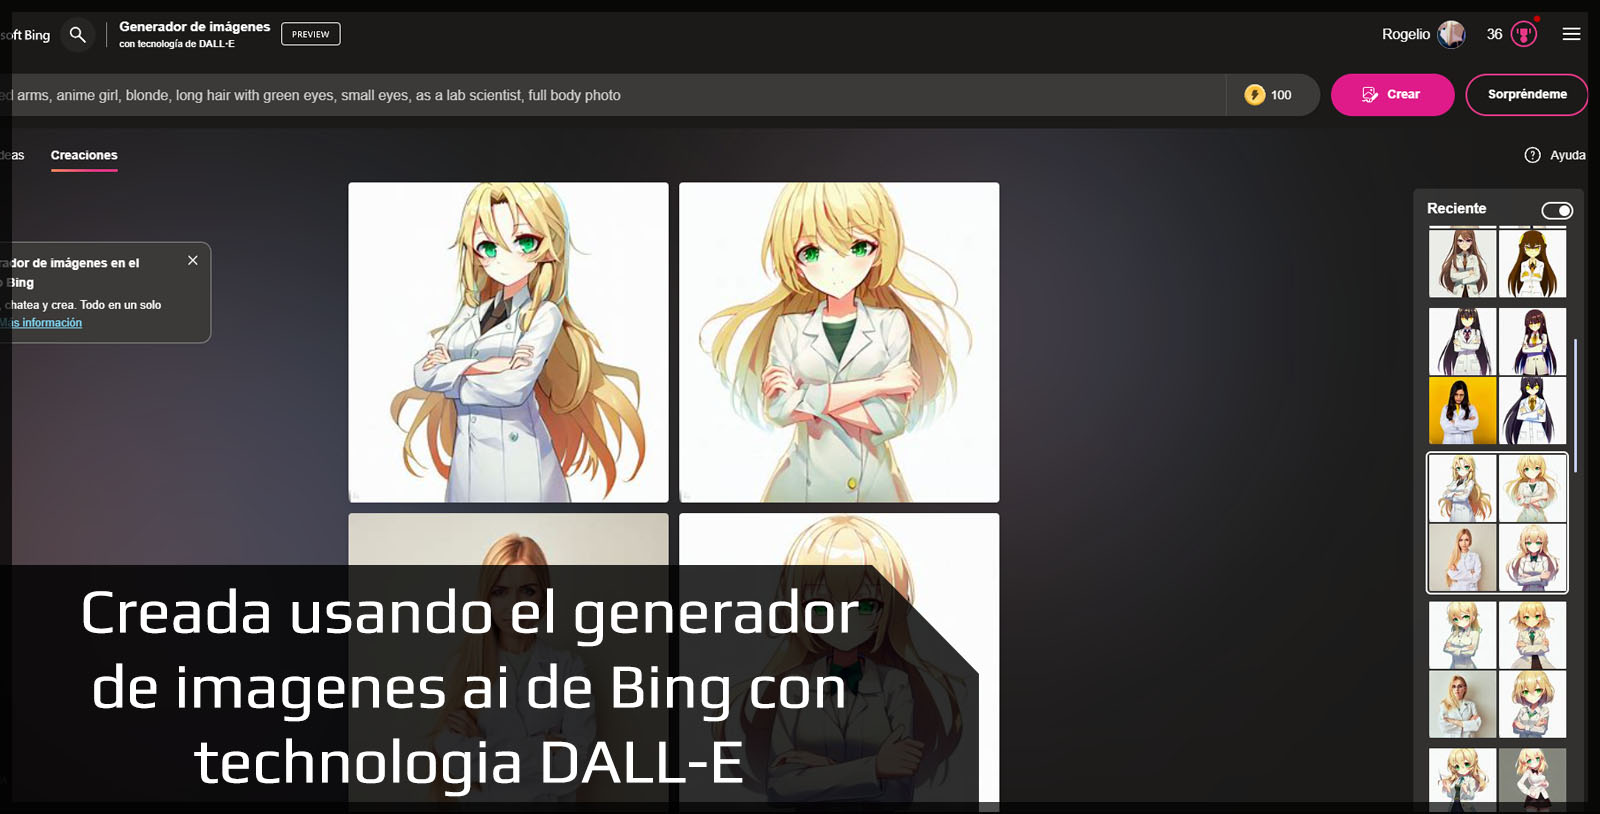 soft Bing
Generador de imágenes
con tecnología de DALL·E
PREVIEW
Rogelio
36
ed arms, anime girl, blonde, long hair with green eyes, small eyes, as a lab scientist, full body photo
100
Crear
Sorpréndeme
deas
Creaciones
Ayuda
Reciente
rador de imágenes en el
o Bing
, chatea y crea. Todo en un solo
Más información
Creada usando el generador
de imagenes ai de Bing con
technologia DALL-E